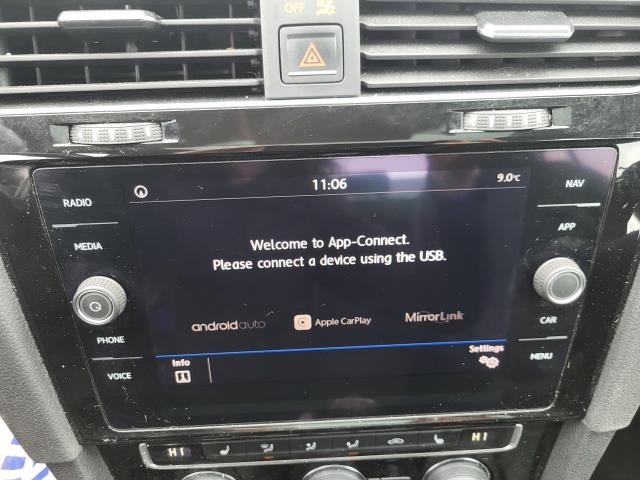 OFF
11:06
9.0°C
RADIO
NAV
MEDIA
APP
Welcome to App-Connect.
Please connect a device using the USB.
androidauto
Apple CarPlay
MirrorLink
PHONE
CAR
VOICE
MENU
Info
Settings
HI
HI